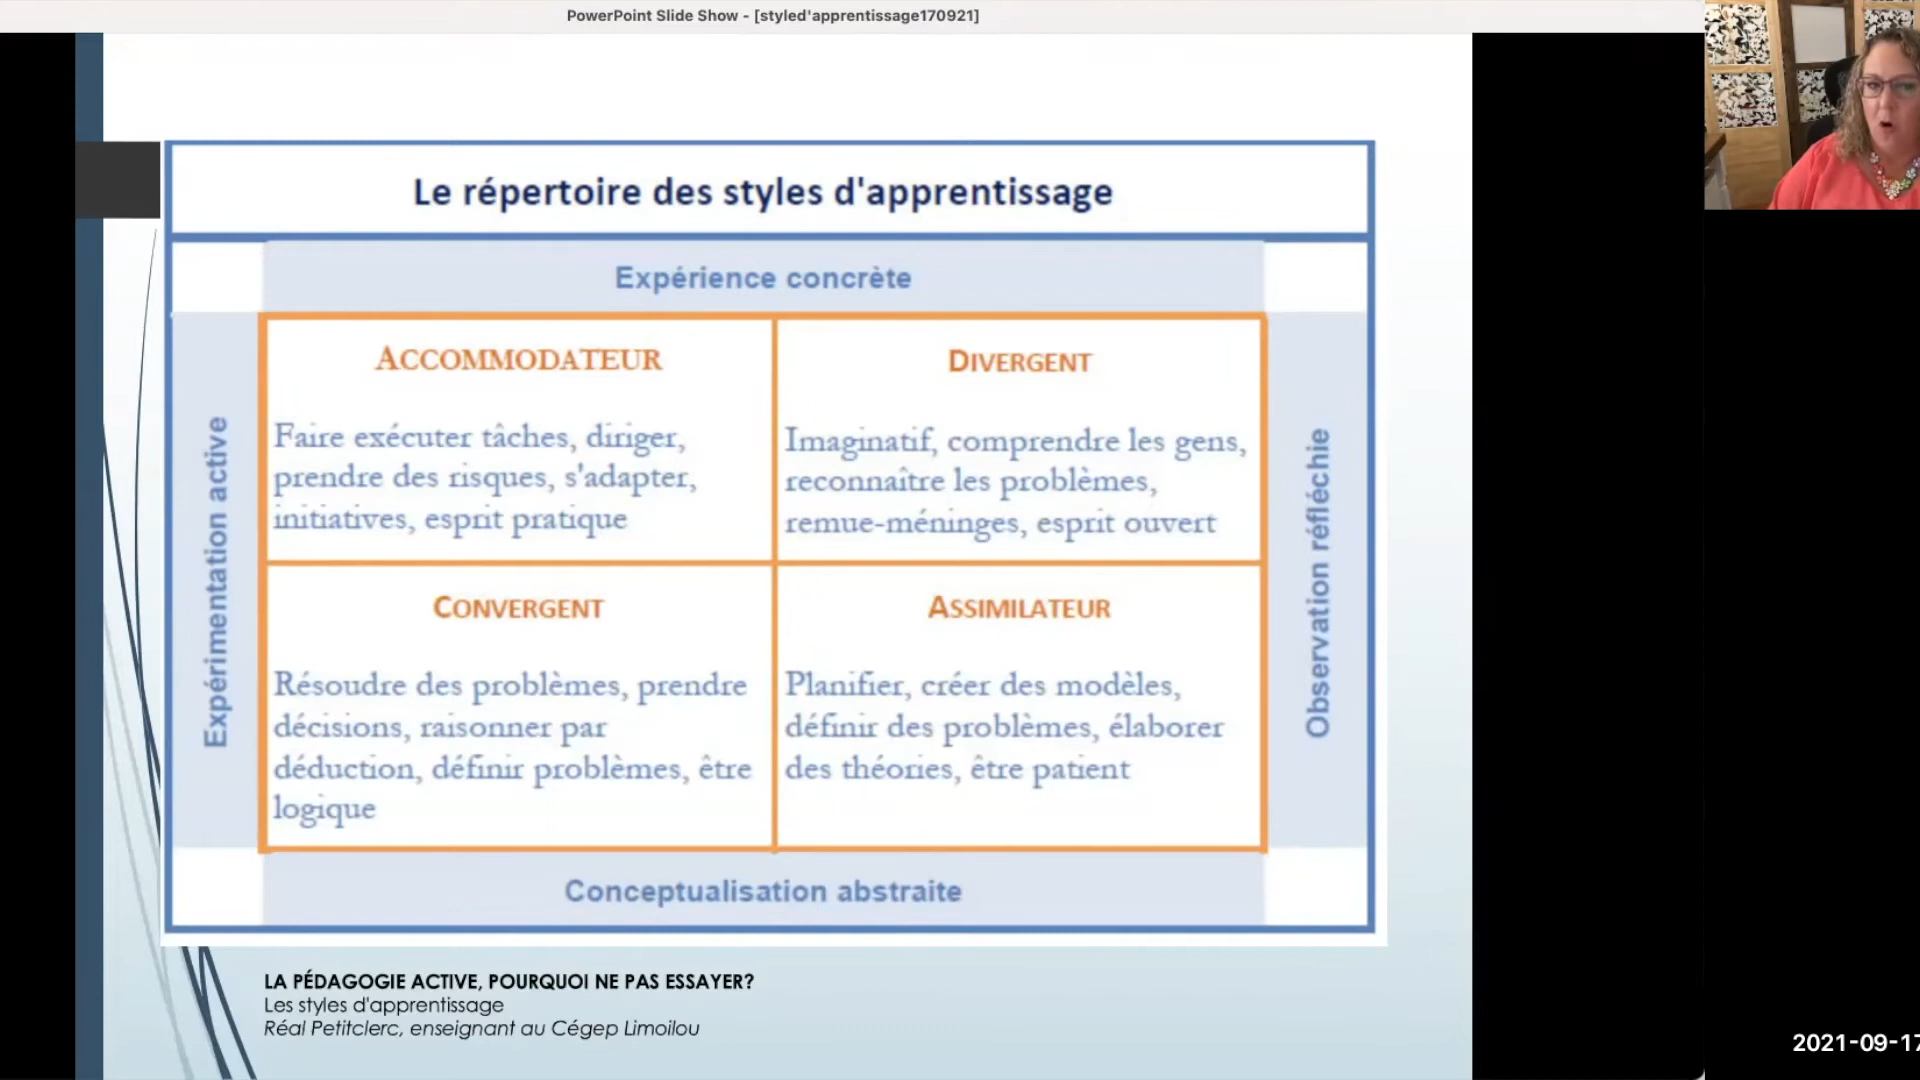 PowerPoint Slide Show - [styled'apprentissage170921]
Le répertoire des styles d'apprentissage
Expérience concrète
Expérimentation active
ACCOMMODATEUR
Faire exécuter tâches, diriger,
prendre des risques, s'adapter,
initiatives, esprit pratique
DIVERGENT
Imaginatif, comprendre les gens,
reconnaître les problèmes,
remue-méninges, esprit ouvert
Observation réfléchie
CONVERGENT
Résoudre des problèmes, prendre
décisions, raisonner par
déduction, définir problèmes, être
logique
ASSIMILATEUR
Planifier, créer des modèles,
définir des problèmes, élaborer
des théories, être patient
Conceptualisation abstraite
LA PÉDAGOGIE ACTIVE, POURQUOI NE PAS ESSAYER?
Les styles d'apprentissage
Réal Petitclerc, enseignant au Cégep Limoilou
2021-09-17